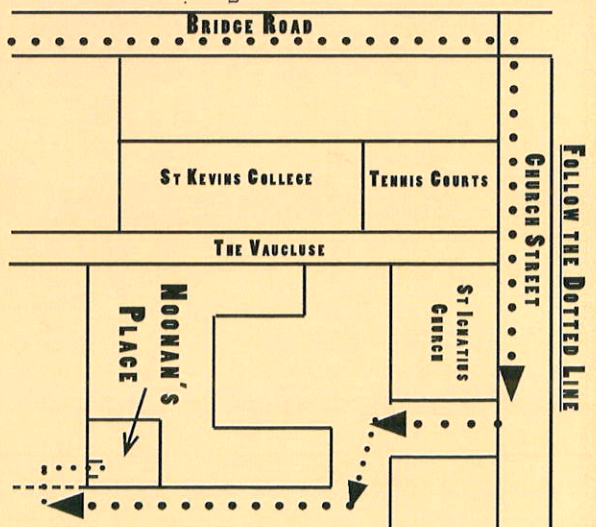 BRIDGE ROAD
ST KEVINS COLLEGE
TENNIS COURTS
CHURCH STREET
FOLLOW THE DOTTED LINE
THE VAUCLUSE
ST IGNATIUS
CHURCH
NOONAN'S
PLACE